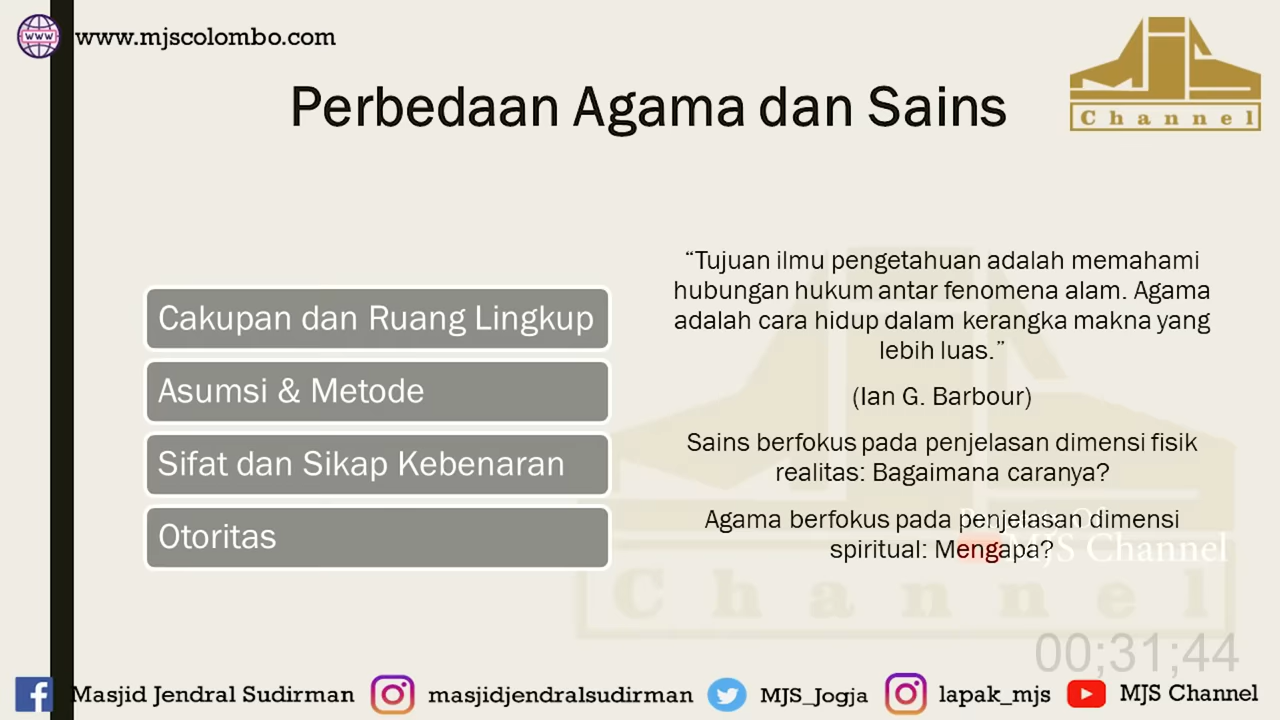 www.mjscolombo.com
MJS
Channel
Perbedaan Agama dan Sains
Cakupan dan Ruang Lingkup
Asumsi & Metode
Sifat dan Sikap Kebenaran
Otoritas
“Tujuan ilmu pengetahuan adalah memahami
hubungan hukum antar fenomena alam. Agama
adalah cara hidup dalam kerangka makna yang
lebih luas.”
(Ian G. Barbour)
Sains berfokus pada penjelasan dimensi fisik
realitas: Bagaimana caranya?
Agama berfokus pada penjelasan dimensi
spiritual: Mengapa?
MJS Channel
Channel
00;31;44
Masjid Jendral Sudirman
masjidjendralsudirman
MJS_Jogja
lapak_mjs
MJS Channel